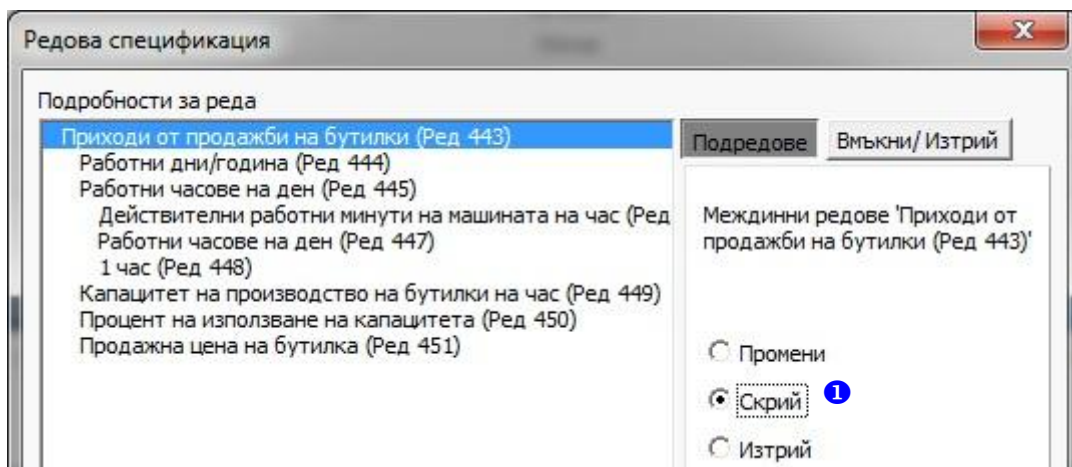 Редова спецификация
x
Подробности за реда
Приходи от продажби на бутилки (Ред 443)
Работни дни/година (Ред 444)
Работни часове на ден (Ред 445)
Действителни работни минути на машината на час (Ред
Работни часове на ден (Ред 447)
1 час (Ред 448)
Капацитет на производство на бутилки на час (Ред 449)
Процент на използване на капацитета (Ред 450)
Продажна цена на бутилка (Ред 451)
Подредове
Вмъкни/ Изтрий
Междинни редове 'Приходи от
продажби на бутилки (Ред 443)'
Промени
Скрий ❶
Изтрий